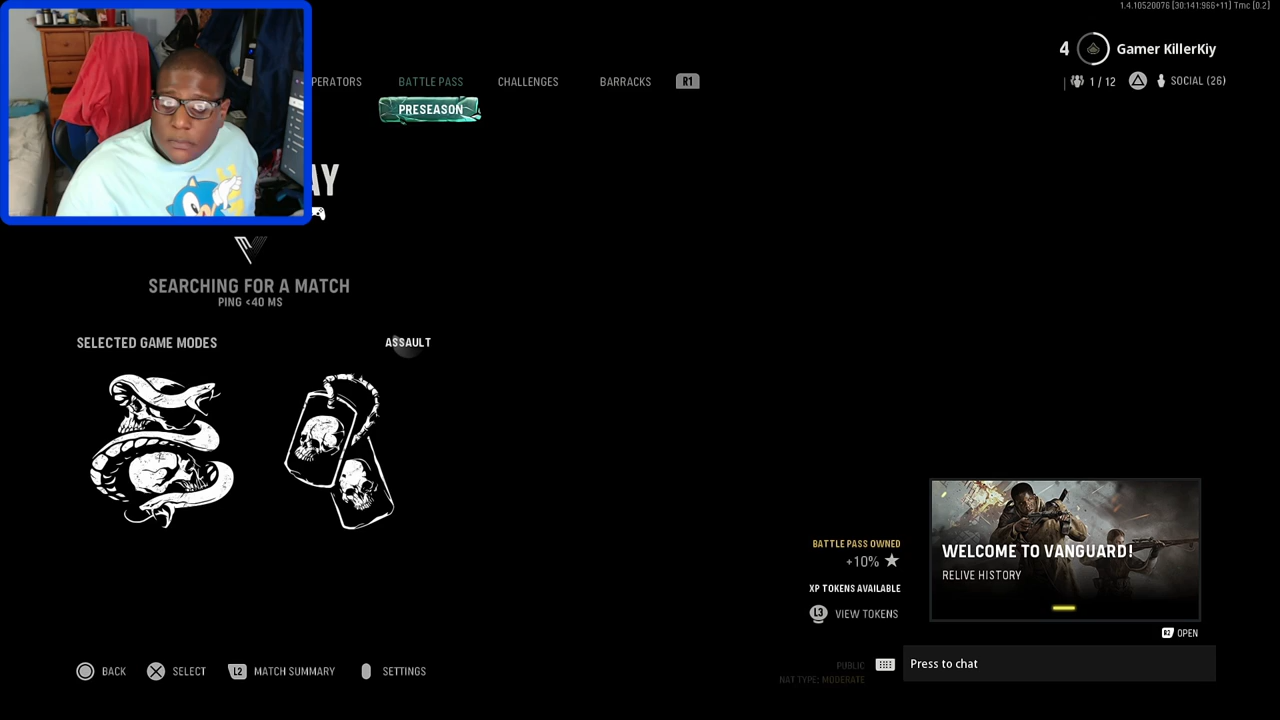 1.4.10520076 [30:141:966+11] Tmc [0.2]
4 Gamer KillerKiy
1 / 12 SOCIAL (26)
PERATORS BATTLE PASS CHALLENGES BARRACKS R1
PRESEASON
AY
SEARCHING FOR A MATCH
PING <40 MS
SELECTED GAME MODES ASSAULT
BATTLE PASS OWNED
+10%
XP TOKENS AVAILABLE
L3 VIEW TOKENS
WELCOME TO VANGUARD!
RELIVE HISTORY
R2 OPEN
BACK SELECT L2 MATCH SUMMARY SETTINGS
PUBLIC
NAT TYPE: MODERATE
Press to chat